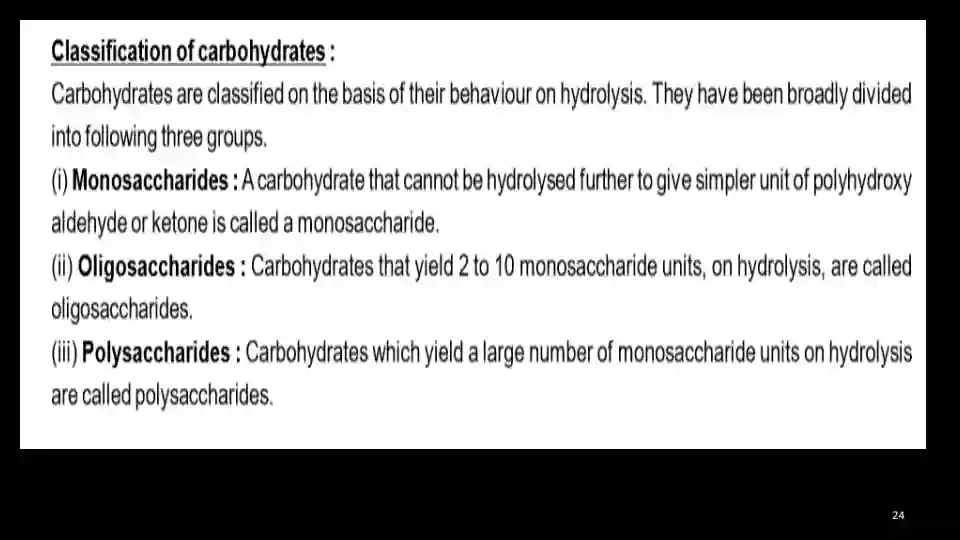 Classification of carbohydrates :
Carbohydrates are classified on the basis of their behaviour on hydrolysis. They have been broadly divided
into following three groups.
(i) Monosaccharides : A carbohydrate that cannot be hydrolysed further to give simpler unit of polyhydroxy
aldehyde or ketone is called a monosaccharide.
(ii) Oligosaccharides : Carbohydrates that yield 2 to 10 monosaccharide units, on hydrolysis, are called
oligosaccharides.
(iii) Polysaccharides : Carbohydrates which yield a large number of monosaccharide units on hydrolysis
are called polysaccharides.
24